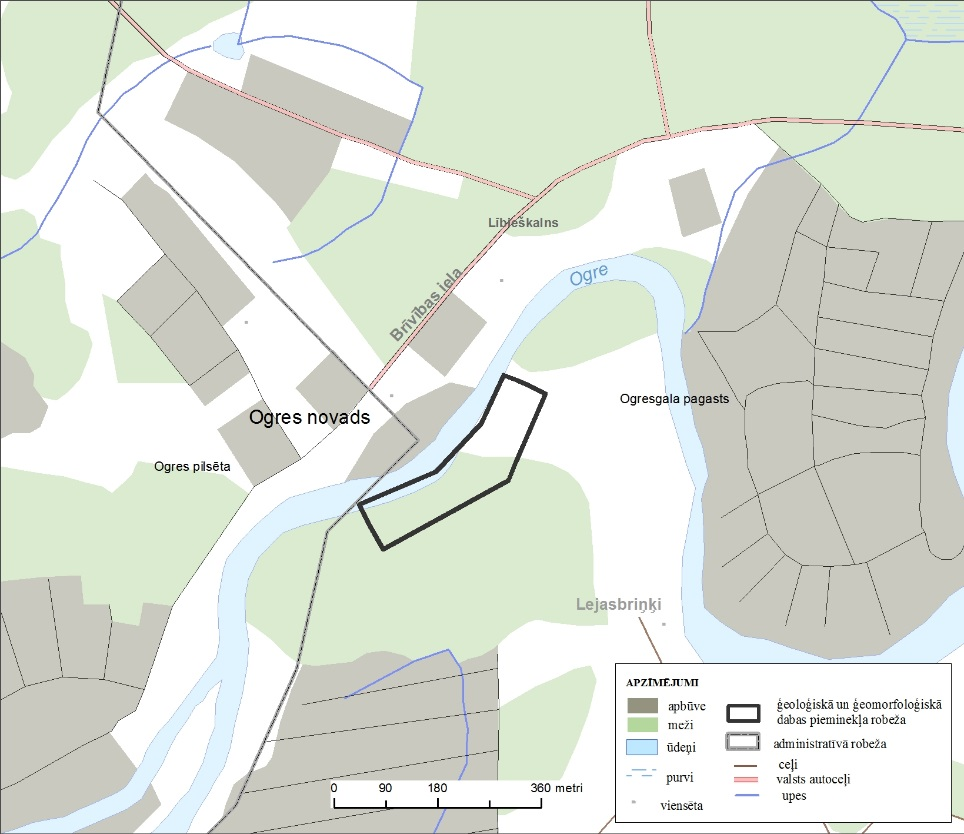 Lībieškalns
Ogre
Brīvības iela
Ogresgala pagasts
Ogres novads
Ogres pilsēta
Lejasbriņķi
APZĪMĒJUMI
apbūve
meži
ūdeņi
purvi
viensēta
ģeoloģiskā un ģeomorfoloģiskā
dabas pieminekļa robeža
administratīvā robeža
ceļi
valsts autoceļi
upes
0 90 180 360 metri